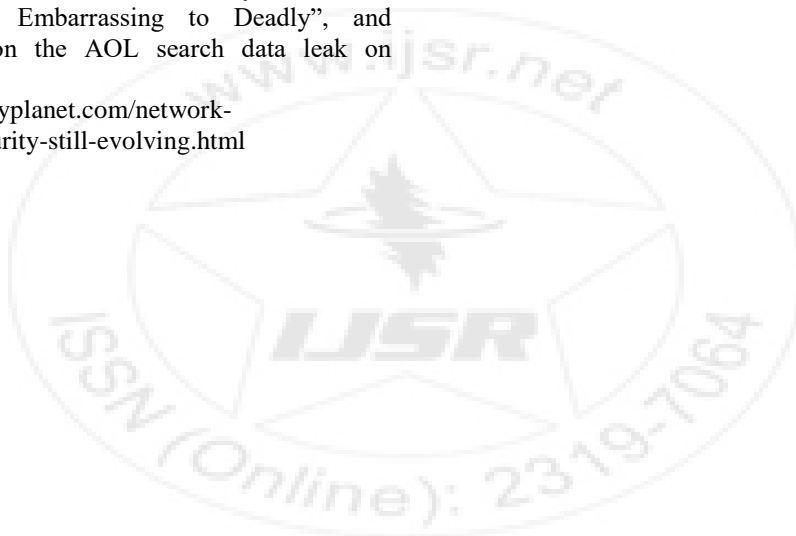 Embarrassing to Deadly”, and
on the AOL search data leak on
yplanet.com/network-
urity-still-evolving.html
www.ijsr.net
IJSR
ISSN (Online): 2319-7064